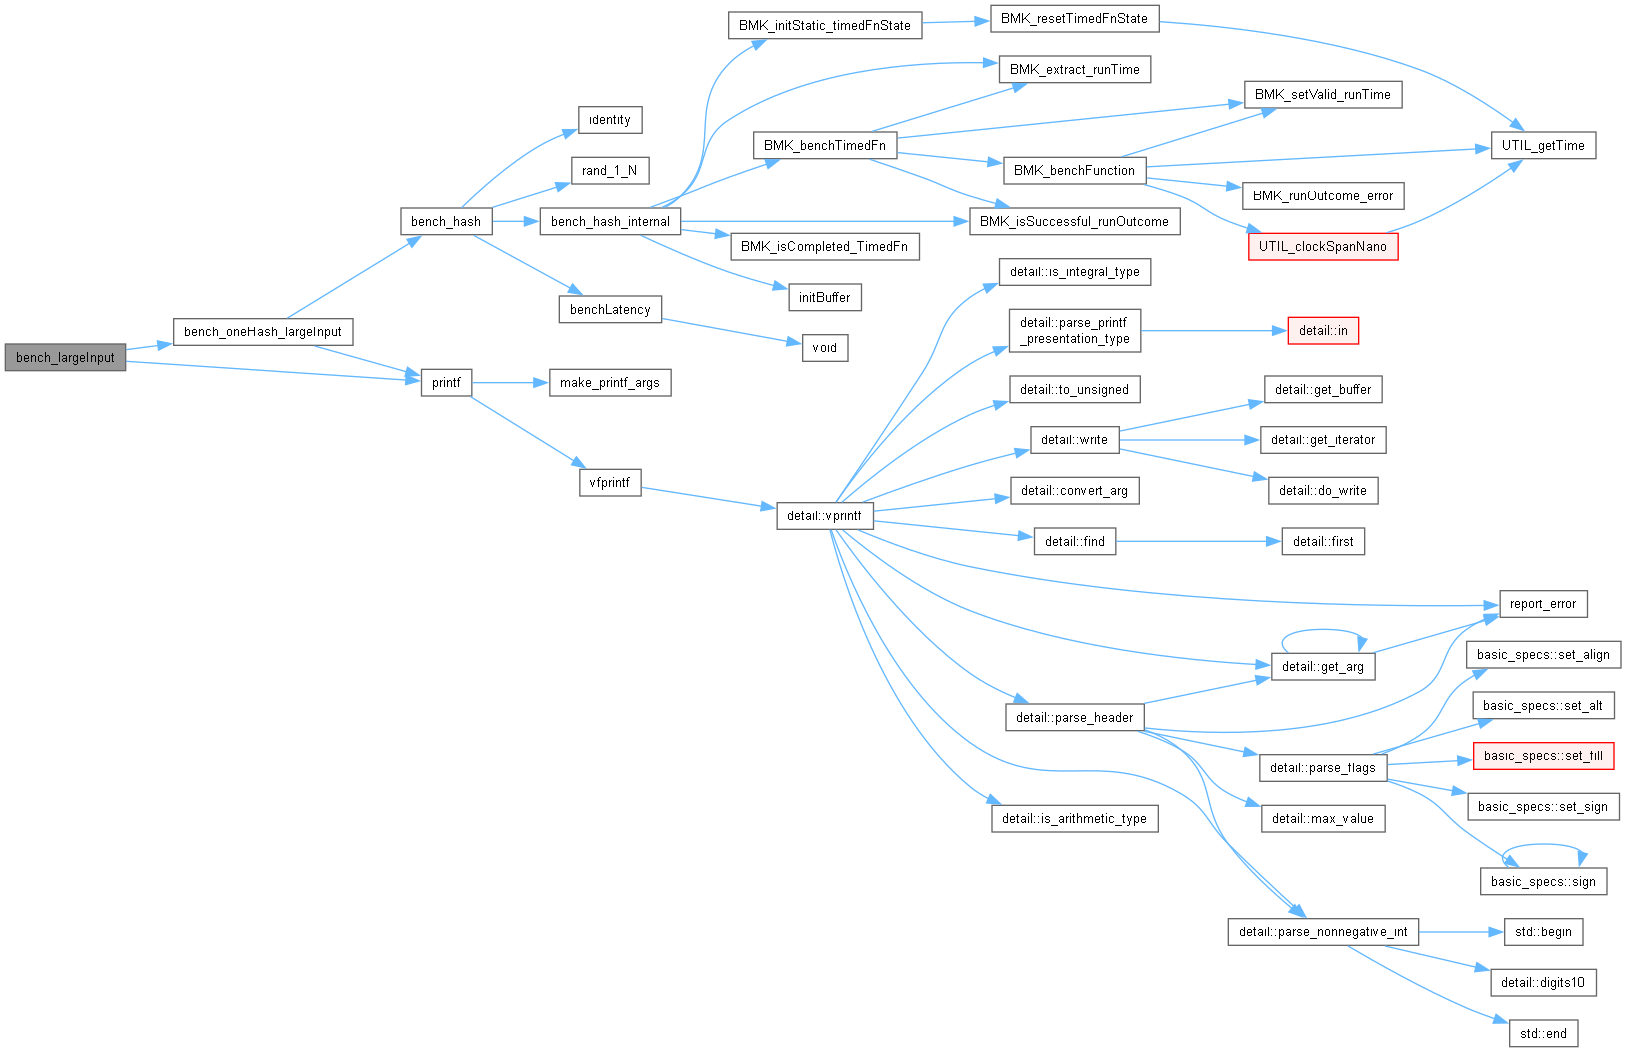 BMK_initStatic_timedFnState
BMK_resetTimedFnState
BMK_extract_runTime
BMK_setValid_runTime
identity
BMK_benchTimedFn
UTIL_getTime
rand_1_N
BMK_benchFunction
BMK_runOutcome_error
bench_hash
bench_hash_internal
BMK_isSuccessful_runOutcome
BMK_isCompleted_TimedFn
UTIL_clockSpanNano
detail::is_integral_type
initBuffer
benchLatency
detail::parse_printf
_presentation_type
detail::in
bench_oneHash_largeInput
void
bench_largeInput
printf
make_printf_args
detail::to_unsigned
detail::get_buffer
detail::write
detail::get_iterator
vfprintf
detail::convert_arg
detail::do_write
detail::vprintf
detail::find
detail::first
report_error
detail::get_arg
basic_specs::set_align
detail::parse_header
basic_specs::set_alt
basic_specs::set_fill
detail::parse_flags
basic_specs::set_sign
detail::is_arithmetic_type
detail::max_value
basic_specs::sign
detail::parse_nonnegative_int
std::begin
detail::digits10
std::end